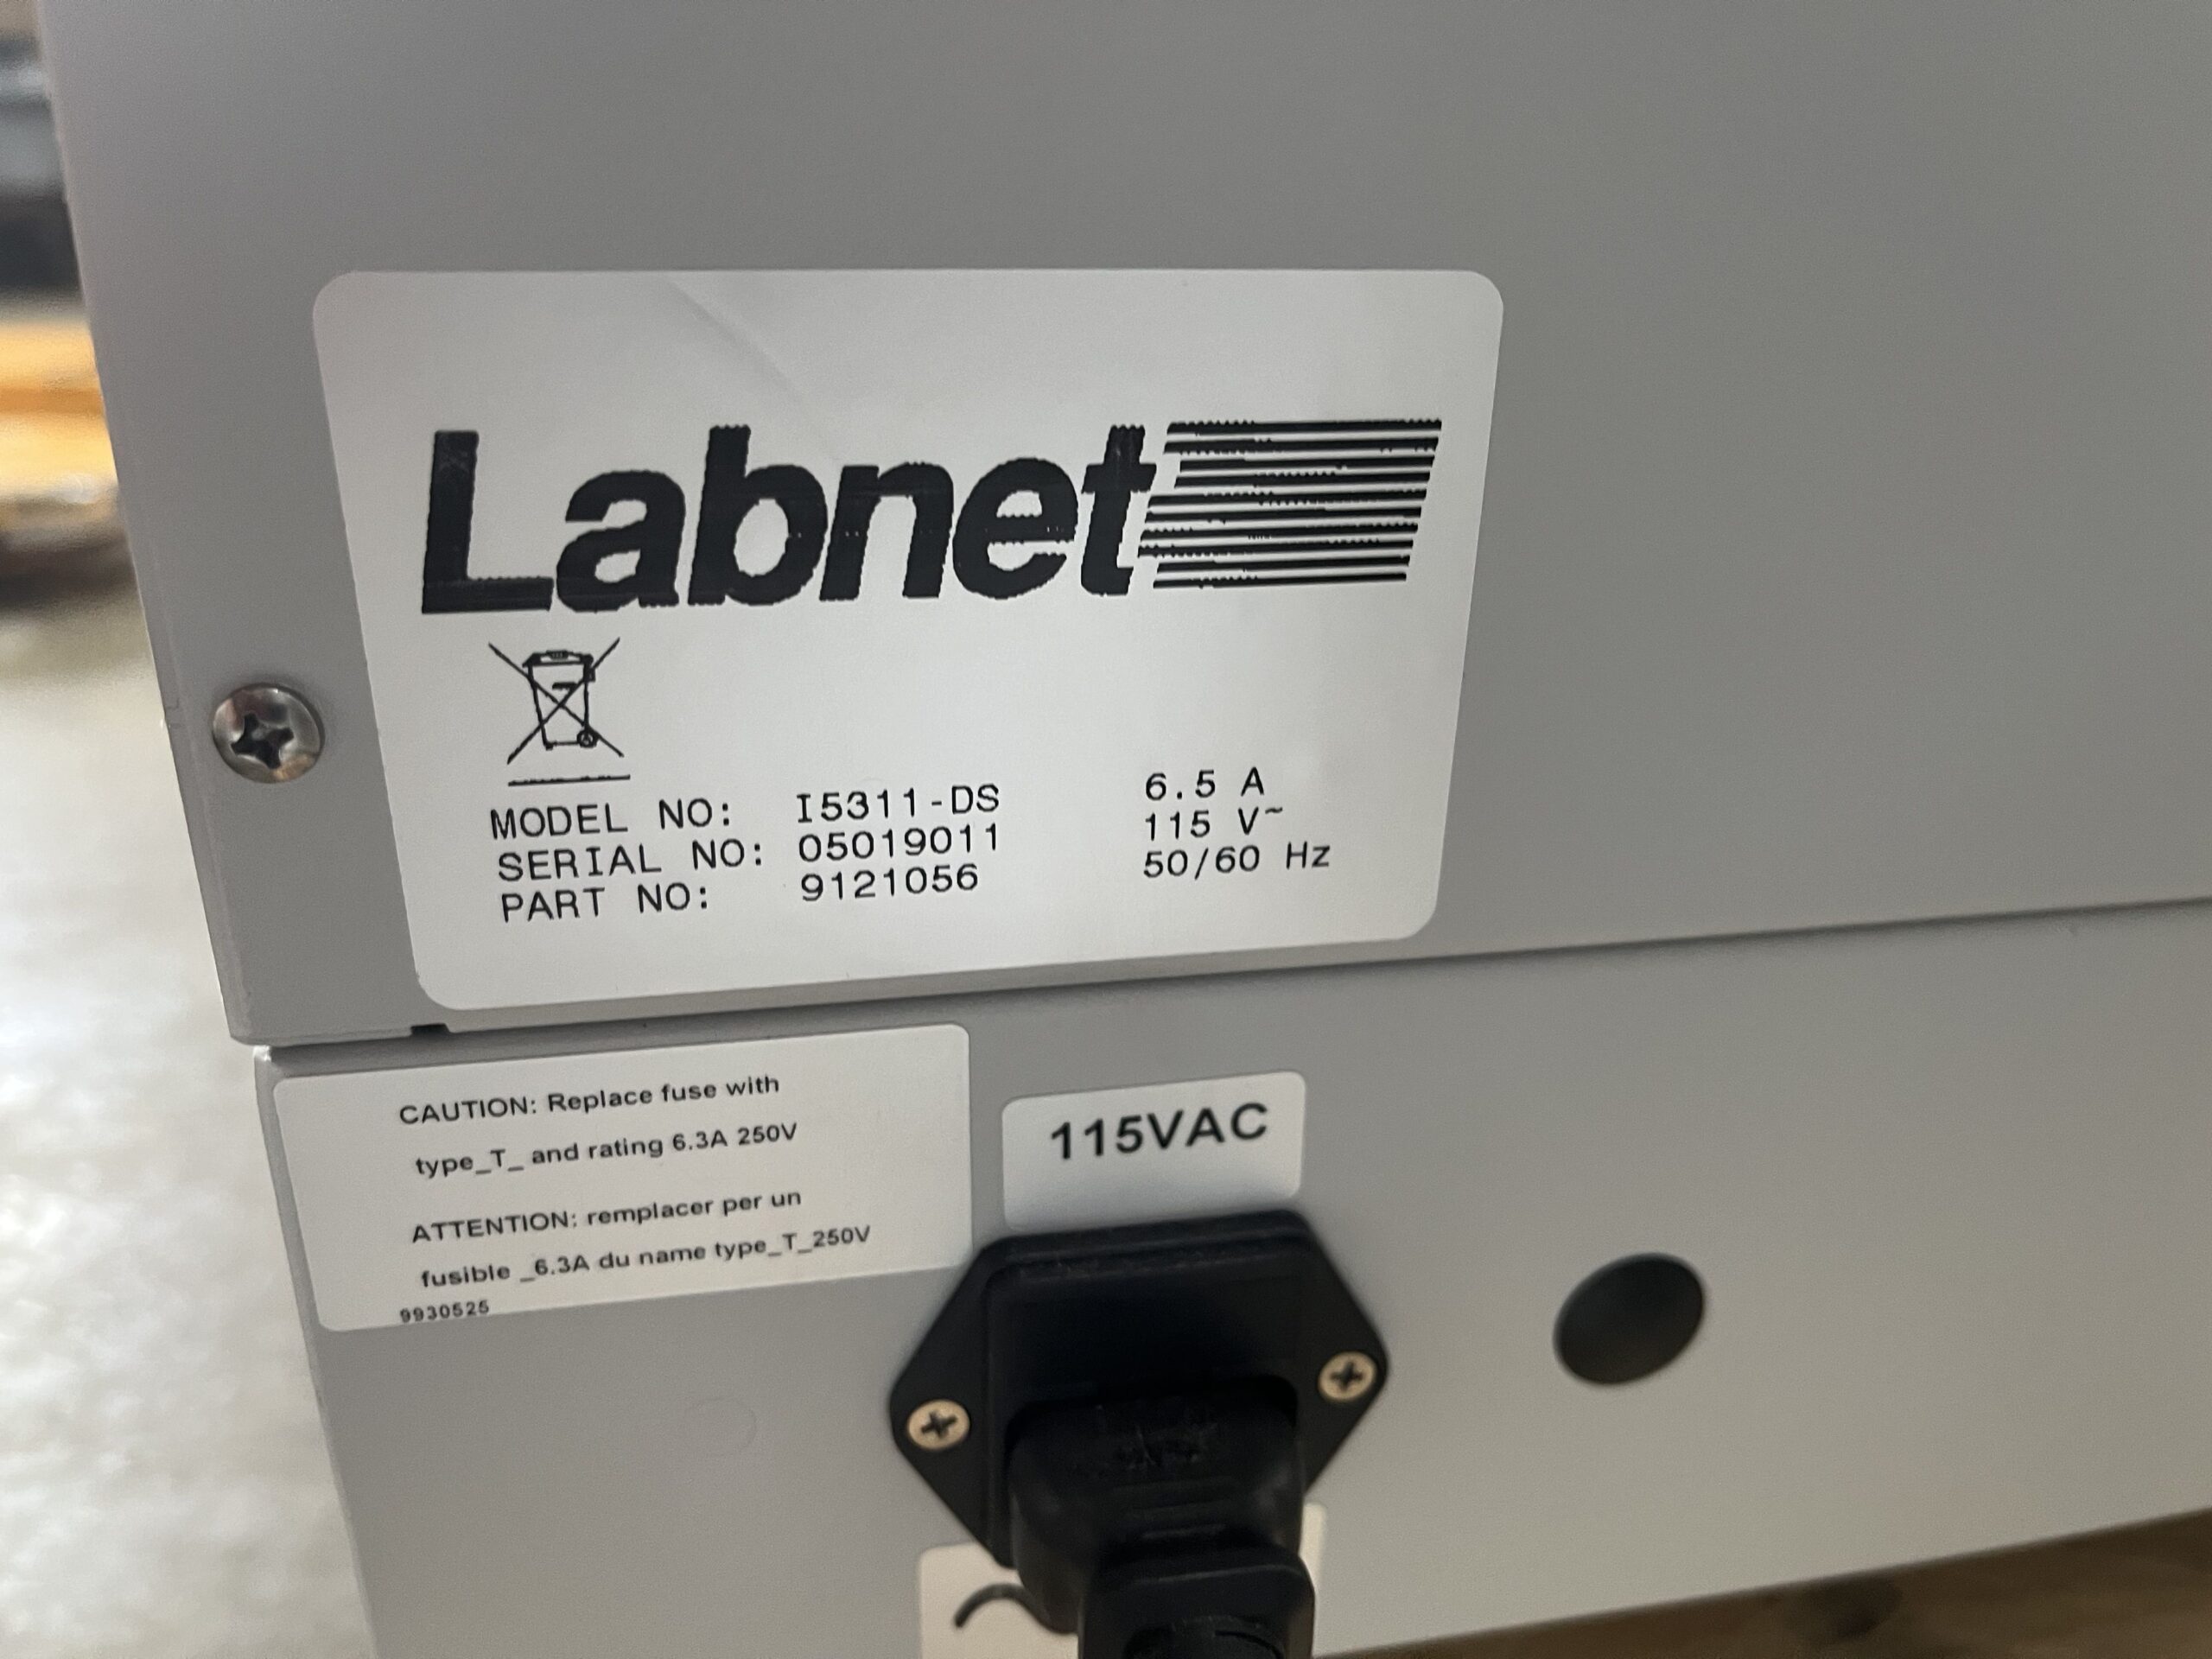 Labnet
MODEL NO: I5311-DS 6.5 A
SERIAL NO: 05019011 115 V~
PART NO: 9121056 50/60 Hz
CAUTION: Replace fuse with
type_T_ and rating 6.3A 250V
ATTENTION: remplacer per un
fusible _6.3A du name type_T_250V
9930525
115VAC